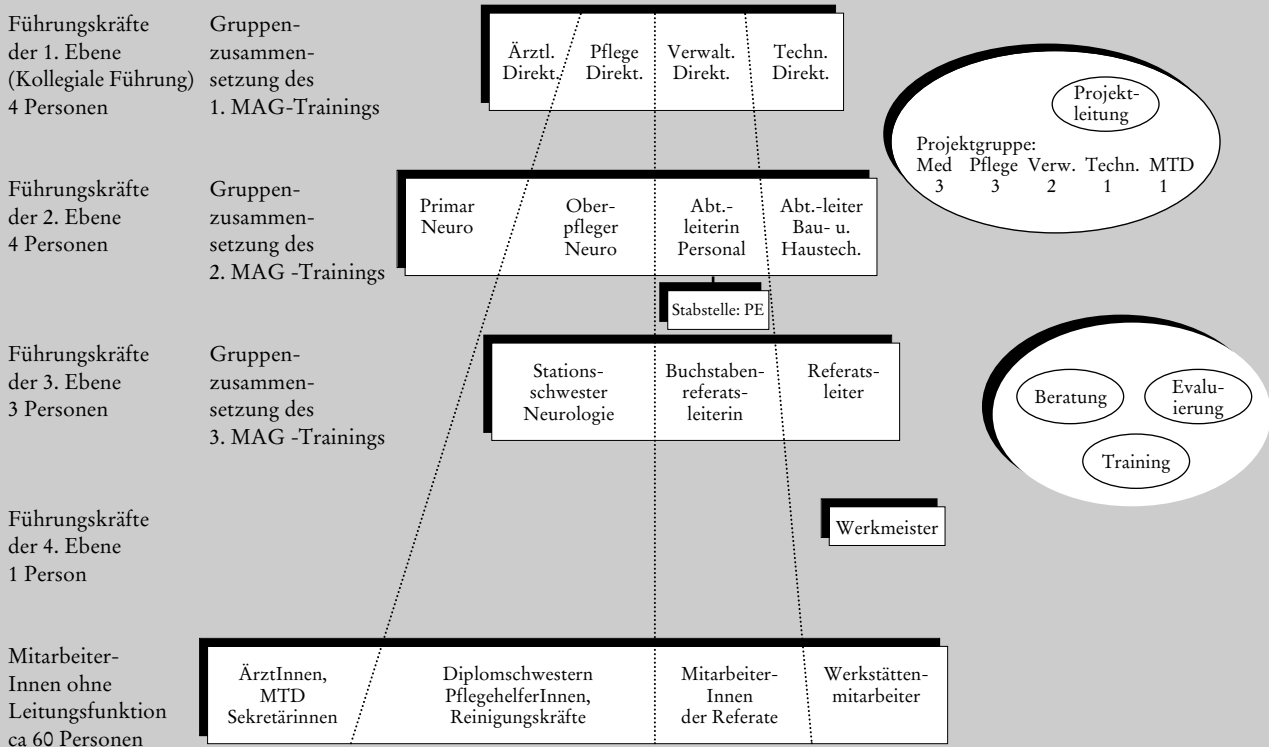 Führungskräfte
der 1. Ebene
(Kollegiale Führung)
4 Personen
Gruppen-
zusammen-
setzung des
1. MAG-Trainings
Ärztl.
Direkt.
Pflege
Direkt.
Verwalt.
Direkt.
Techn.
Direkt.
Projekt-
leitung
Projektgruppe:
Med Pflege Verw. Techn. MTD
3 3 2 1 1
Führungskräfte
der 2. Ebene
4 Personen
Gruppen-
zusammen-
setzung des
2. MAG -Trainings
Primar
Neuro
Ober-
pfleger
Neuro
Abt.-
leiterin
Personal
Abt.-leiter
Bau- u.
Haustech.
Stabstelle: PE
Führungskräfte
der 3. Ebene
3 Personen
Gruppen-
zusammen-
setzung des
3. MAG -Trainings
Stations-
schwester
Neurologie
Buchstaben-
referats-
leiterin
Referats-
leiter
Beratung
Evalu-
ierung
Training
Führungskräfte
der 4. Ebene
1 Person
Werkmeister
Mitarbeiter-
Innen ohne
Leitungsfunktion
ca 60 Personen
ÄrztInnen,
MTD
Sekretärinnen
Diplomschwestern
PflegehelferInnen,
Reinigungskräfte
Mitarbeiter-
Innen
der Referate
Werkstätten-
mitarbeiter